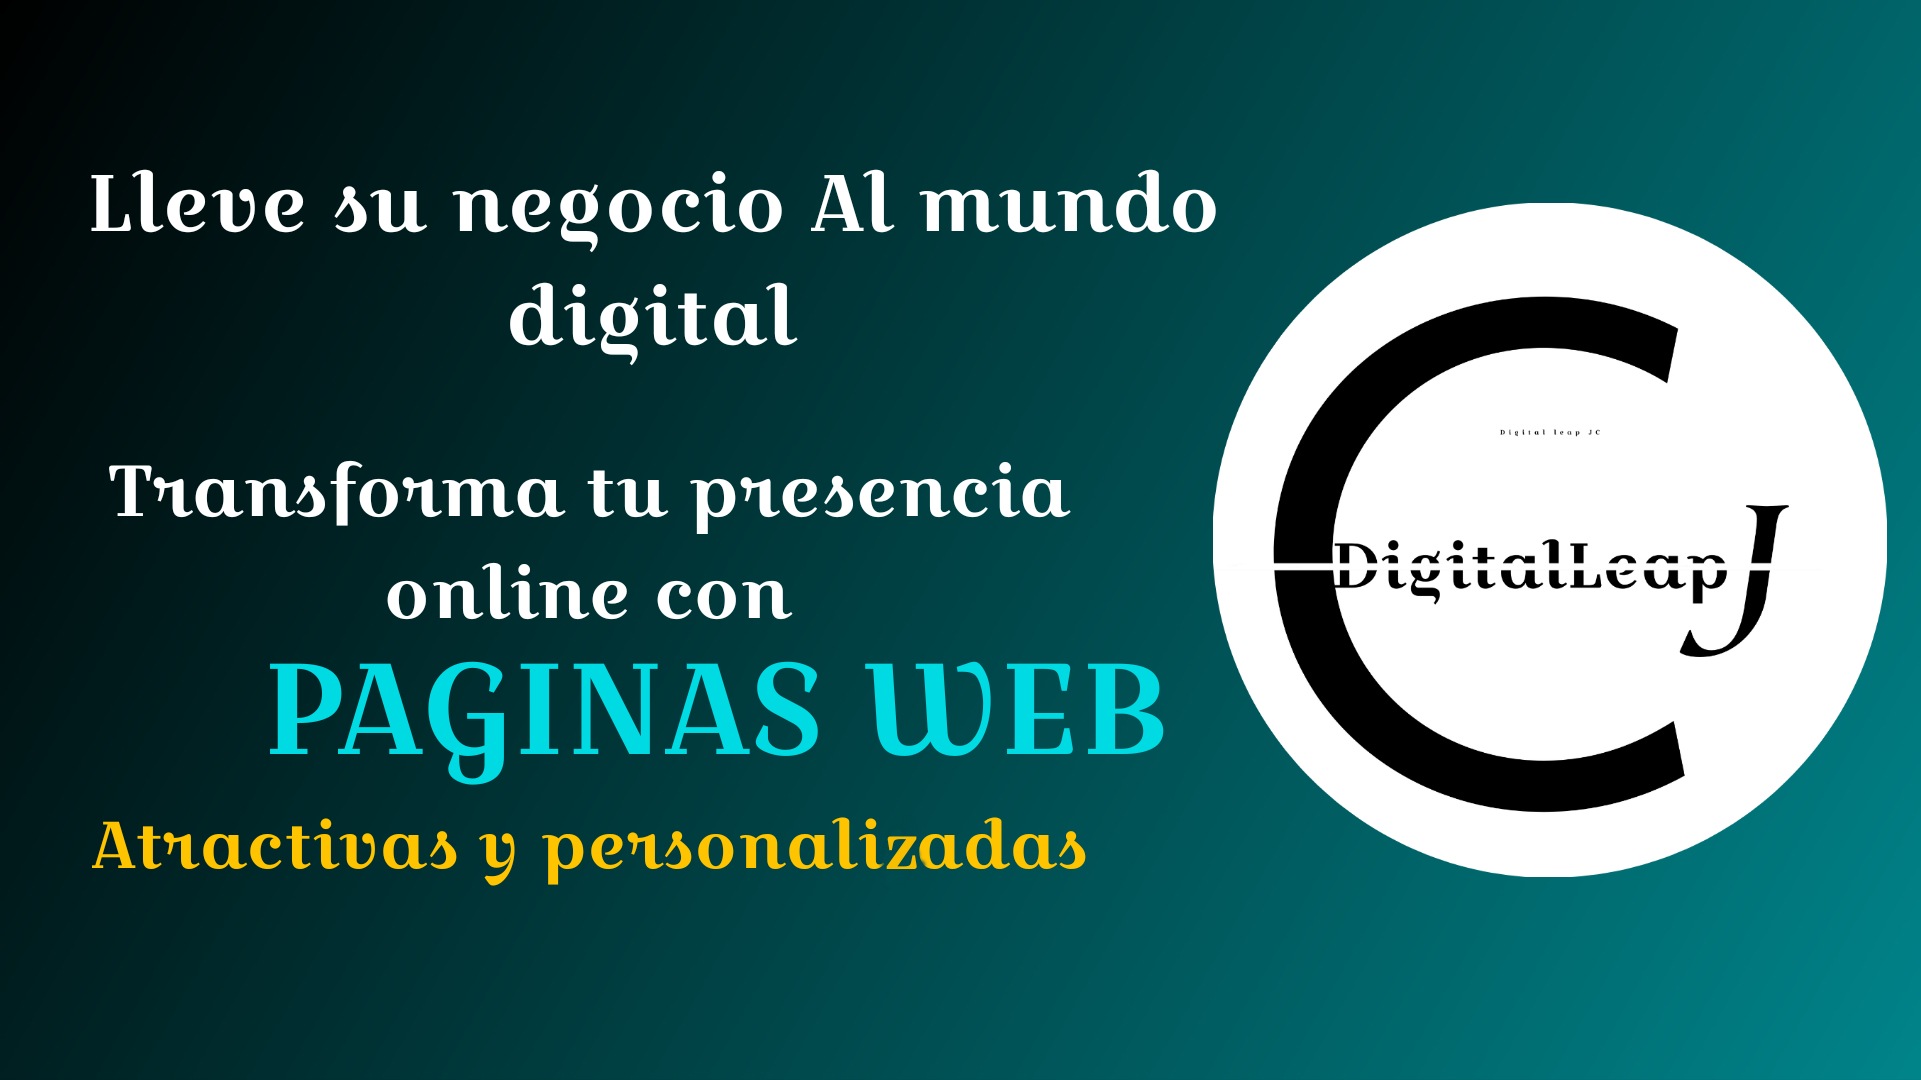 Lleve su negocio Al mundo
digital
Transforma tu presencia
online con
PAGINAS WEB
Atractivas y personalizadas
C
Digital leap JC
DigitalLeap
J